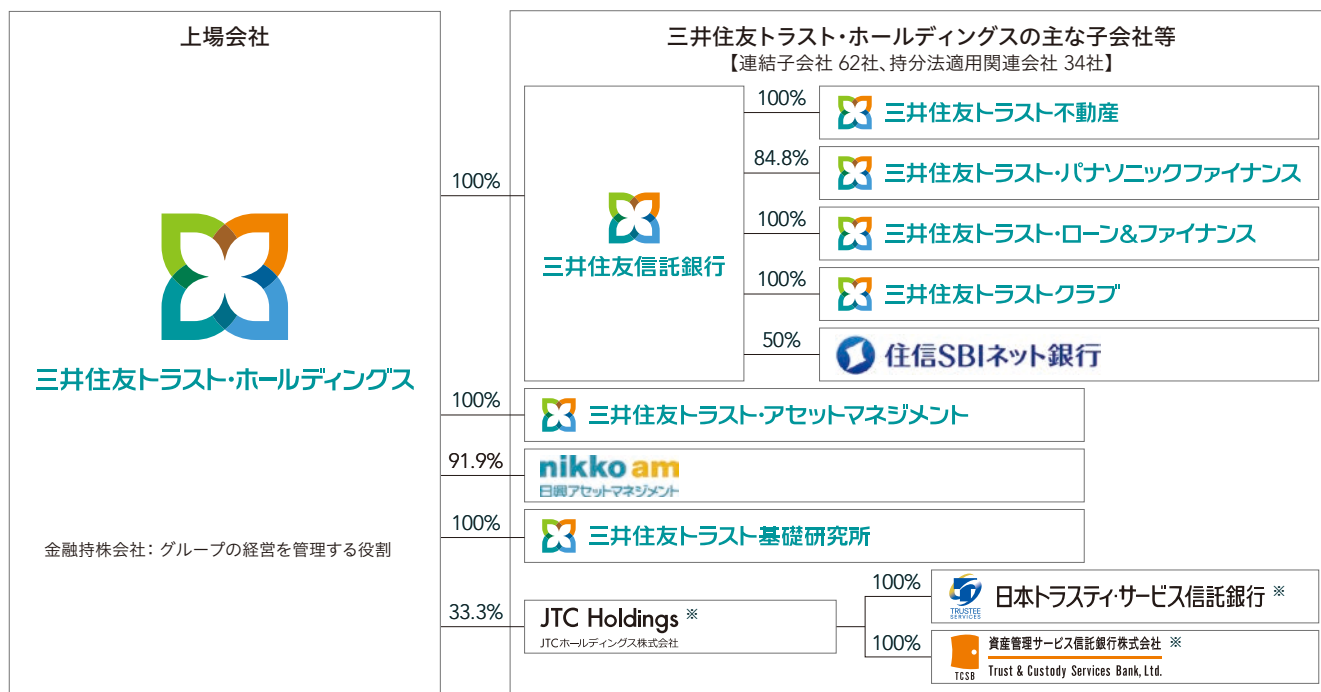 上場会社
三井住友トラスト・ホールディングス
金融持株会社：グループの経営を管理する役割
三井住友トラスト・ホールディングスの主な子会社等
【連結子会社 62社、持分法適用関連会社 34社】
100%
三井住友信託銀行
100%
三井住友トラスト不動産
84.8%
三井住友トラスト・パナソニックファイナンス
100%
三井住友トラスト・ローン&ファイナンス
100%
三井住友トラストクラブ
50%
住信SBIネット銀行
100%
三井住友トラスト・アセットマネジメント
91.9%
nikko am
日興アセットマネジメント
100%
三井住友トラスト基礎研究所
33.3%
JTC Holdings ※
JTCホールディングス株式会社
100%
TRUSTEE
SERVICES
日本トラスティ・サービス信託銀行 ※
100%
TCSB
資産管理サービス信託銀行株式会社 ※
Trust & Custody Services Bank, Ltd.